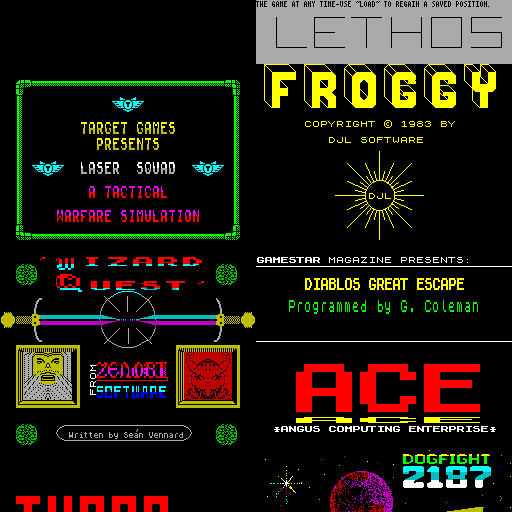 TARGET GAMES
PRESENTS
LASER SQUAD
A TACTICAL
WARFARE SIMULATION
'WIZARD
QUEST'
FROM
ZENOBI
SOFTWARE
Written by Seán Vennard
THE GAME AT ANY TIME-USE "LOAD" TO REGAIN A SAVED POSITION.
LETHOS
FROGGY
COPYRIGHT © 1983 BY
DJL SOFTWARE
DJL
GAMESTAR MAGAZINE PRESENTS:
DIABLOS GREAT ESCAPE
Programmed by G. Coleman
ACE
ACE
*ANGUS COMPUTING ENTERPRISE*
DOGFIGHT
2187